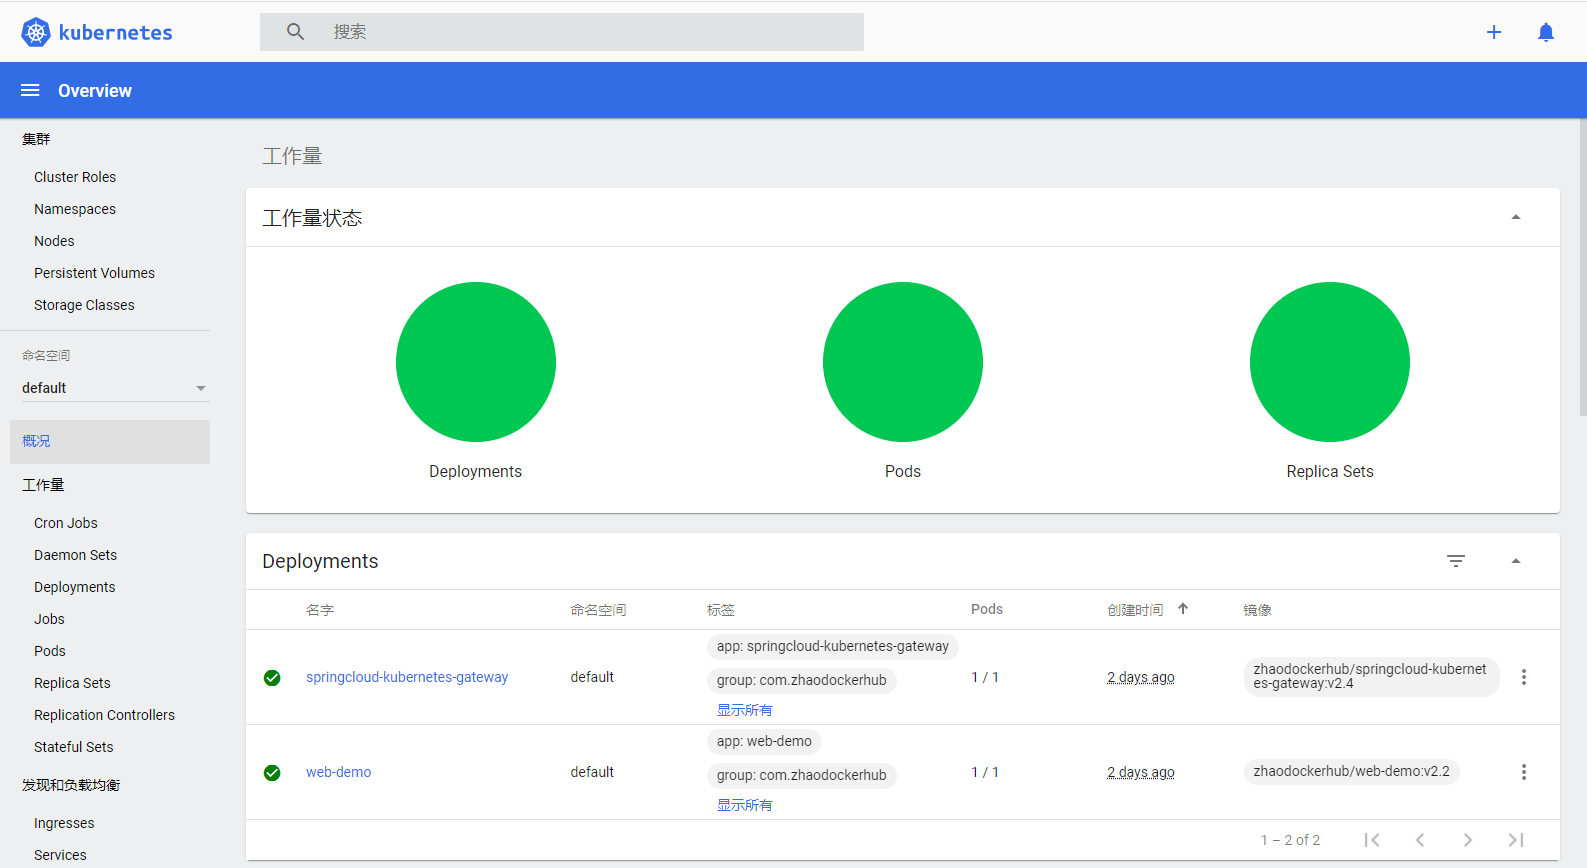 kubernetes
搜索
Overview
集群
Cluster Roles
Namespaces
Nodes
Persistent Volumes
Storage Classes
命名空间
default
概况
工作量
Cron Jobs
Daemon Sets
Deployments
Jobs
Pods
Replica Sets
Replication Controllers
Stateful Sets
发现和负载均衡
Ingresses
Services
工作量
工作量状态
Deployments
Pods
Replica Sets
Deployments
名字 命名空间 标签 Pods 创建时间 镜像
springcloud-kubernetes-gateway default app: springcloud-kubernetes-gateway 1 / 1 2 days ago zhaodockerhub/springcloud-kubernet
es-gateway:v2.4
group: com.zhaodockerhub
显示所有
web-demo default app: web-demo 1 / 1 2 days ago zhaodockerhub/web-demo:v2.2
group: com.zhaodockerhub
显示所有
1 – 2 of 2